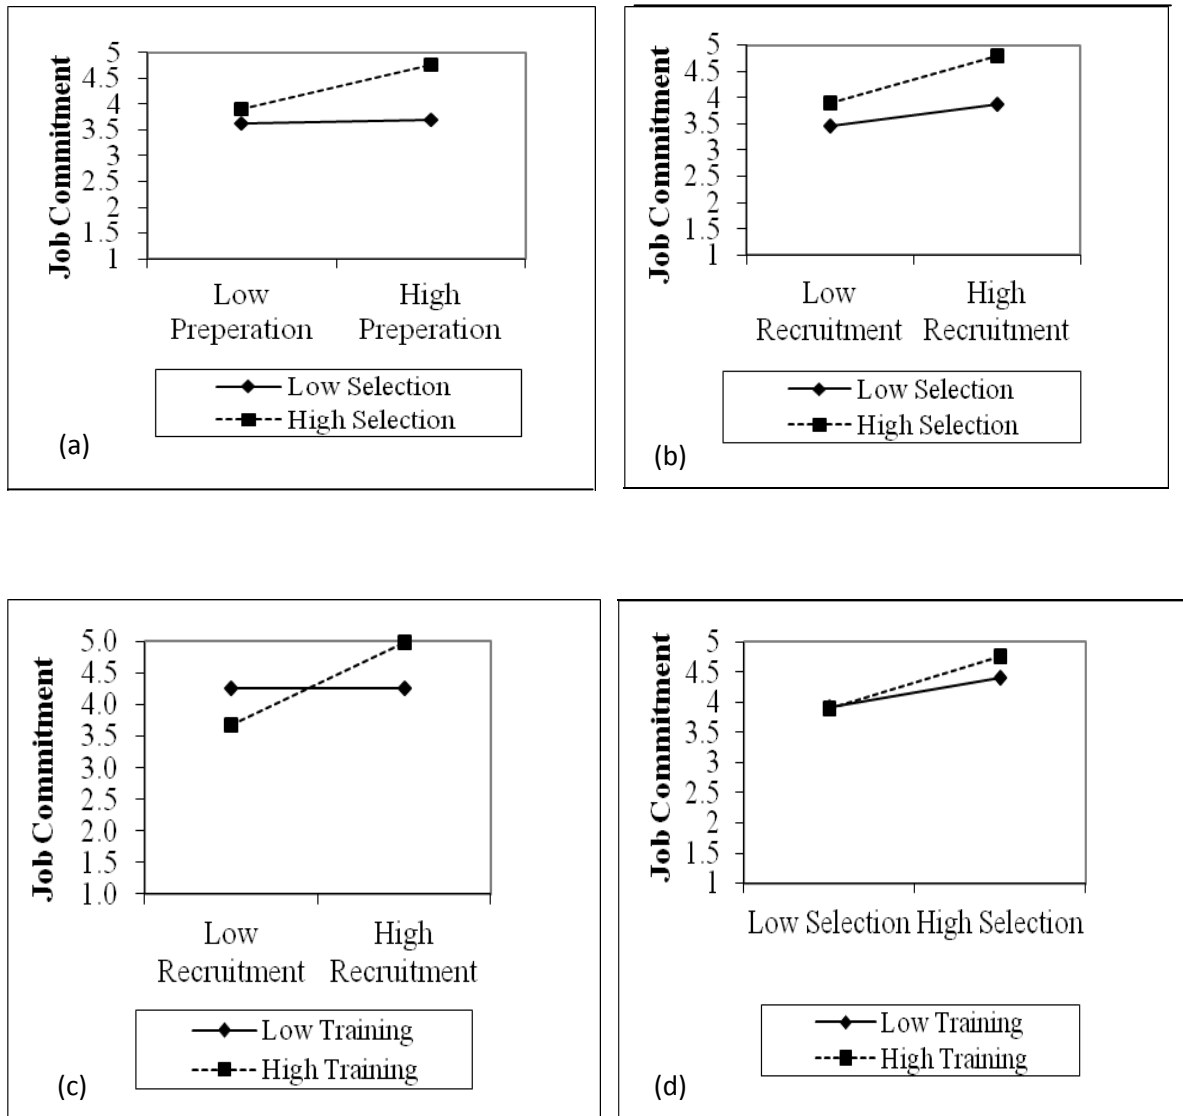 Job Commitment
5
4.5
4
3.5
3
2.5
2
1.5
1
Low
Preperation
High
Preperation
Low Selection
High Selection
(a)
Job Commitment
5
4.5
4
3.5
3
2.5
2
1.5
1
Low
Recruitment
High
Recruitment
Low Selection
High Selection
(b)
Job Commitment
5.0
4.5
4.0
3.5
3.0
2.5
2.0
1.5
1.0
Low
Recruitment
High
Recruitment
Low Training
High Training
(c)
Job Commitment
5
4.5
4
3.5
3
2.5
2
1.5
1
Low Selection High Selection
Low Training
High Training
(d)